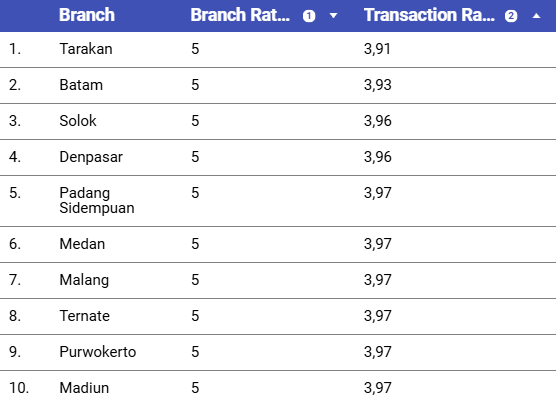 Branch Branch Rat... 1 Transaction Ra... 2
1. Tarakan 5 3,91
2. Batam 5 3,93
3. Solok 5 3,96
4. Denpasar 5 3,96
5. Padang 5 3,97
Sidempuan
6. Medan 5 3,97
7. Malang 5 3,97
8. Ternate 5 3,97
9. Purwokerto 5 3,97
10. Madiun 5 3,97